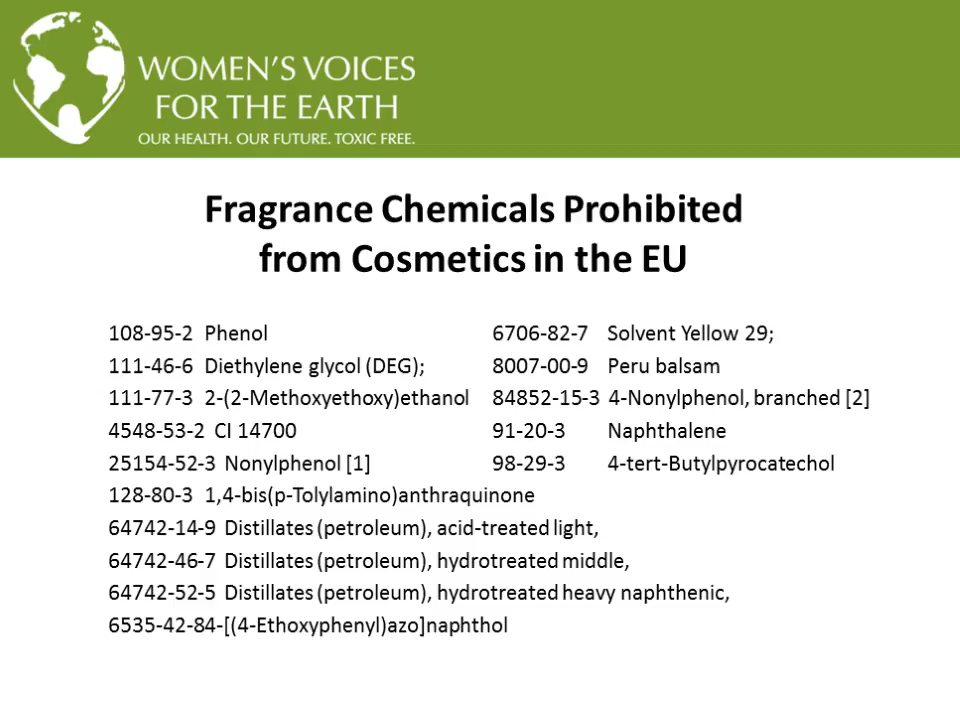 WOMEN'S VOICES
FOR THE EARTH
OUR HEALTH. OUR FUTURE. TOXIC FREE.
Fragrance Chemicals Prohibited
from Cosmetics in the EU
108-95-2 Phenol
111-46-6 Diethylene glycol (DEG);
111-77-3 2-(2-Methoxyethoxy)ethanol
4548-53-2 CI 14700
25154-52-3 Nonylphenol [1]
128-80-3 1,4-bis(p-Tolylamino)anthraquinone
64742-14-9 Distillates (petroleum), acid-treated light,
64742-46-7 Distillates (petroleum), hydrotreated middle,
64742-52-5 Distillates (petroleum), hydrotreated heavy naphthenic,
6535-42-84-[(4-Ethoxyphenyl)azo]naphthol
6706-82-7 Solvent Yellow 29;
8007-00-9 Peru balsam
84852-15-3 4-Nonylphenol, branched [2]
91-20-3 Naphthalene
98-29-3 4-tert-Butylpyrocatechol